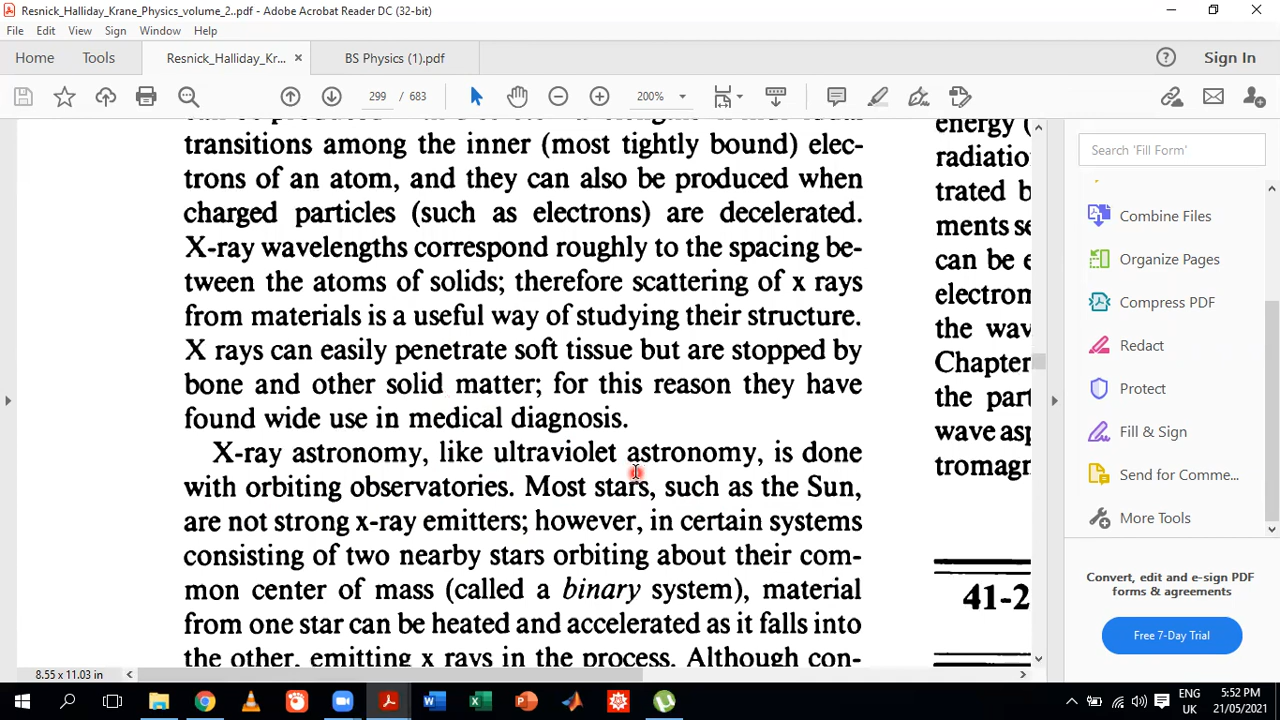 Resnick_Halliday_Krane_Physics_volume_2..pdf - Adobe Acrobat Reader DC (32-bit)
File Edit View Sign Window Help
Home Tools Resnick_Halliday_Kr... × BS Physics (1).pdf Sign In
299 / 683 200%
transitions among the inner (most tightly bound) elec-
trons of an atom, and they can also be produced when
charged particles (such as electrons) are decelerated.
X-ray wavelengths correspond roughly to the spacing be-
tween the atoms of solids; therefore scattering of x rays
from materials is a useful way of studying their structure.
X rays can easily penetrate soft tissue but are stopped by
bone and other solid matter; for this reason they have
found wide use in medical diagnosis.
X-ray astronomy, like ultraviolet astronomy, is done
with orbiting observatories. Most stars, such as the Sun,
are not strong x-ray emitters; however, in certain systems
consisting of two nearby stars orbiting about their com-
mon center of mass (called a binary system), material
from one star can be heated and accelerated as it falls into
the other, emitting x rays in the process. Although con-
energy (
radiatio
trated b
ments se
can be e
electrom
the wav
Chapter
the part
wave asp
tromagn
41-2
Search 'Fill Form'
Combine Files
Organize Pages
Compress PDF
Redact
Protect
Fill & Sign
Send for Comme...
More Tools
Convert, edit and e-sign PDF
forms & agreements
Free 7-Day Trial
8.55 x 11.03 in
ENG
UK
5:52 PM
21/05/2021